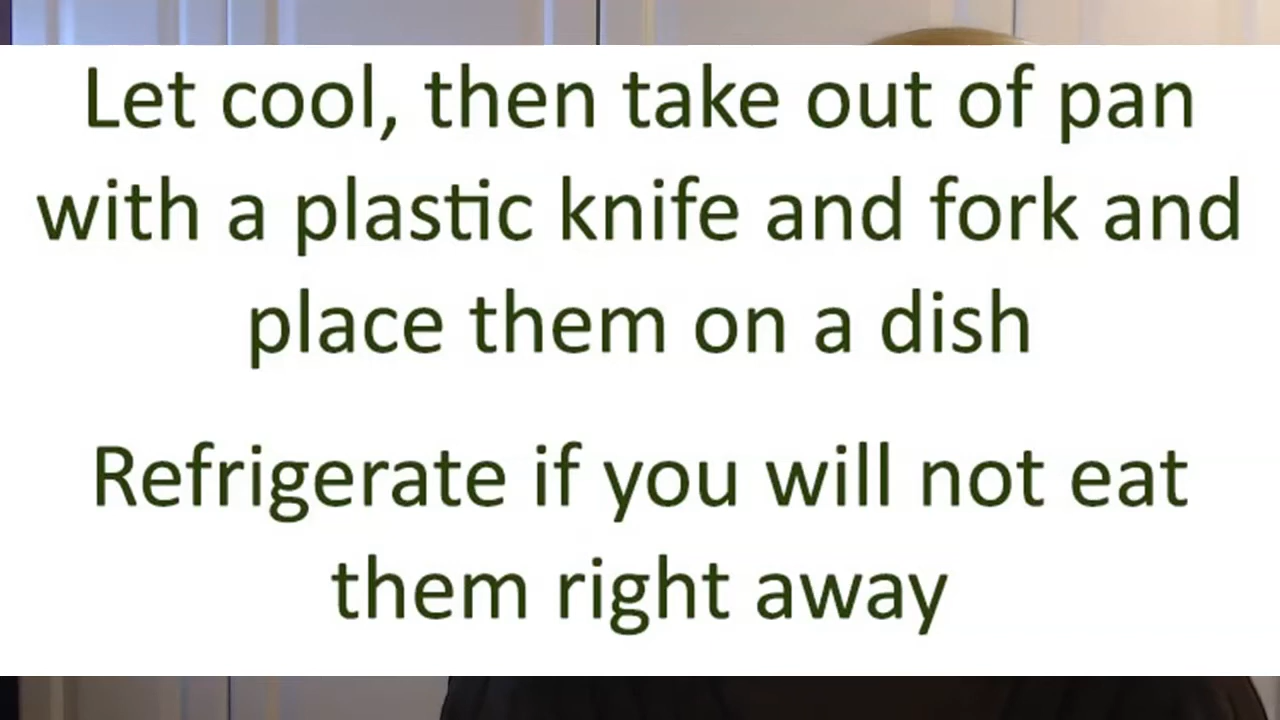 Let cool, then take out of pan
with a plastic knife and fork and
place them on a dish
Refrigerate if you will not eat
them right away